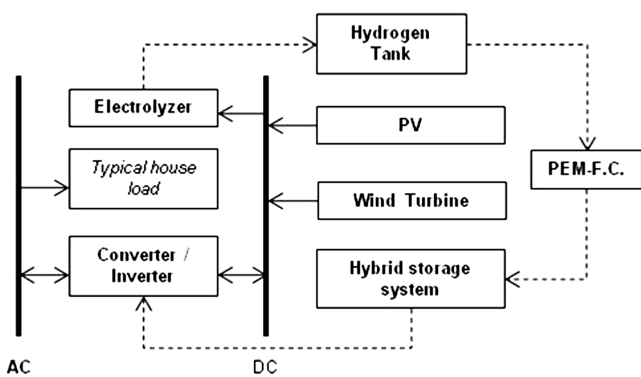 Hydrogen
Tank
Electrolyzer
PV
Typical house
load
PEM-F.C.
Wind Turbine
Converter /
Inverter
Hybrid storage
system
AC
DC